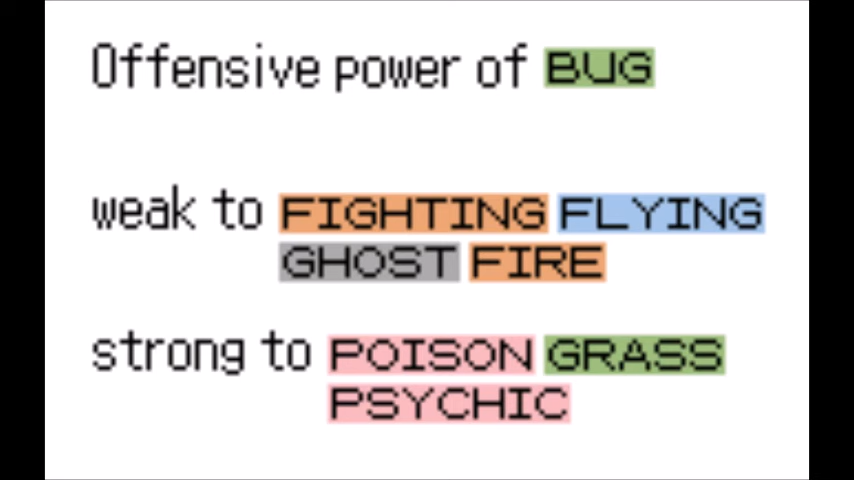 Offensive power of BUG
weak to FIGHTING FLYING
GHOST FIRE
strong to POISON GRASS
PSYCHIC